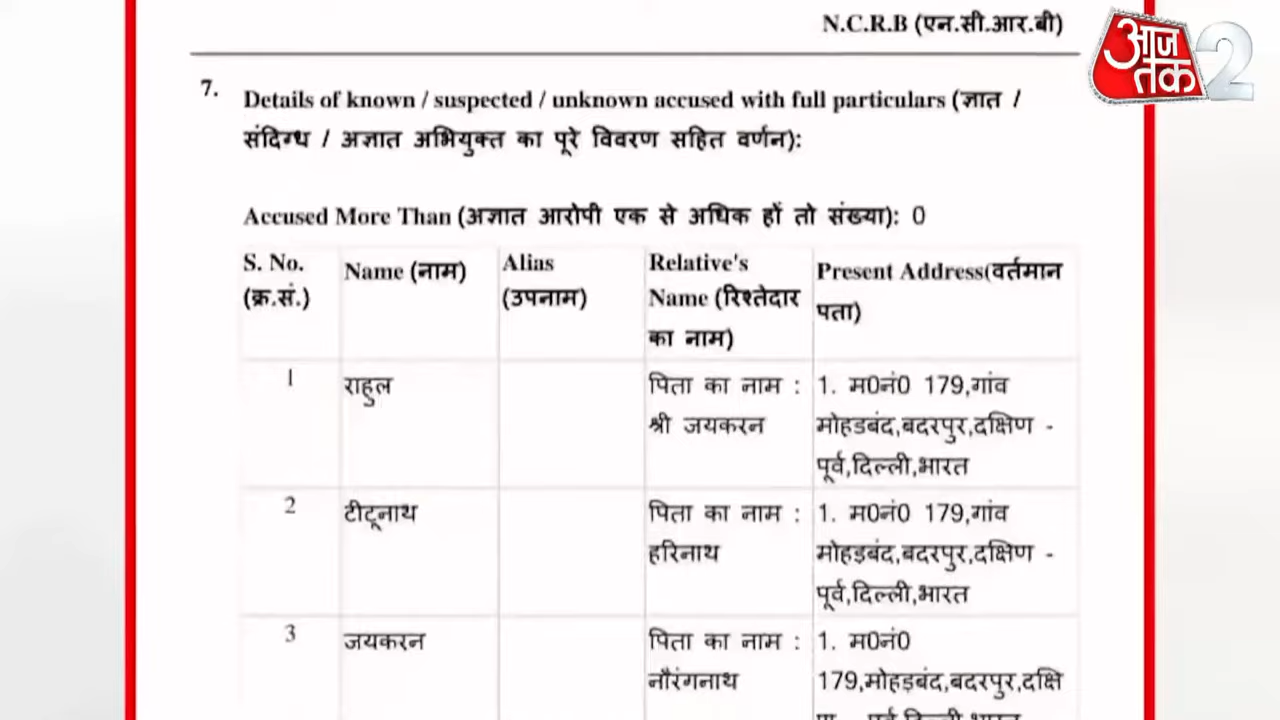 N.C.R.B (एन.सी.आर.बी)
आज तक 2
7.
Details of known / suspected / unknown accused with full particulars (ज्ञात /
संदिग्ध / अज्ञात अभियुक्त का पूरे विवरण सहित वर्णन):
Accused More Than (अज्ञात आरोपी एक से अधिक हों तो संख्या): 0
S. No. (क्र.सं.)
Name (नाम)
Alias (उपनाम)
Relative's Name (रिश्तेदार का नाम)
Present Address(वर्तमान पता)
1
राहुल
पिता का नाम :
श्री जयकरन
1. म0नं0 179,गांव
मोहडबंद,बदरपुर,दक्षिण -
पूर्व,दिल्ली,भारत
2
टीटूनाथ
पिता का नाम :
हरिनाथ
1. म0नं0 179,गांव
मोहड़बंद,बदरपुर,दक्षिण -
पूर्व,दिल्ली,भारत
3
जयकरन
पिता का नाम :
नौरंगनाथ
1. म0नं0
179,मोहड़बंद,बदरपुर,दक्षि
ण - पूर्व,दिल्ली,भारत